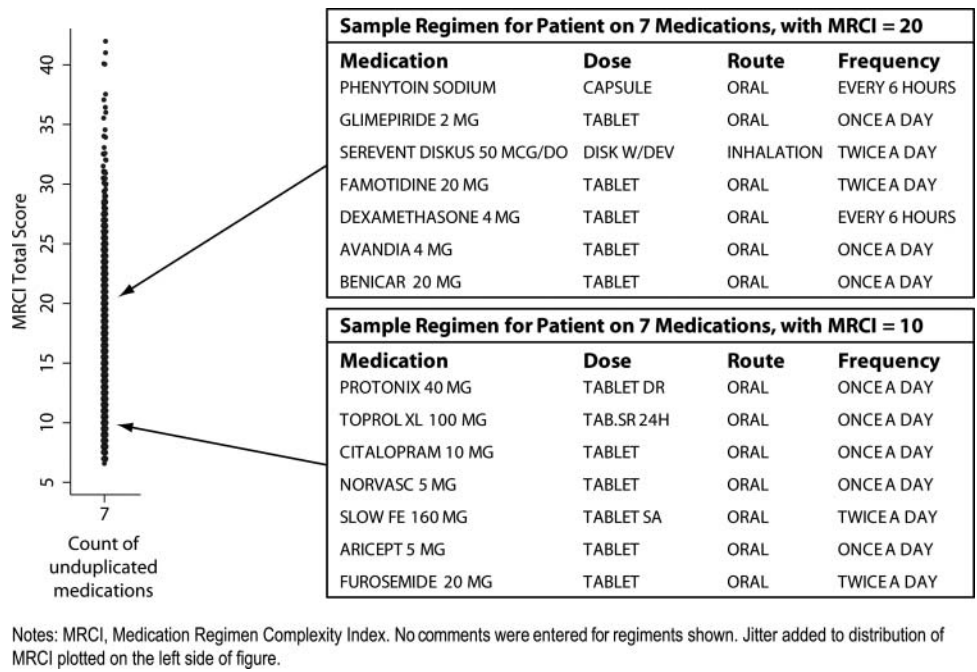 40
35
30
25
20
15
10
5
MRCI Total Score
7
Count of
unduplicated
medications
Sample Regimen for Patient on 7 Medications, with MRCI = 20
Medication Dose Route Frequency
PHENYTOIN SODIUM CAPSULE ORAL EVERY 6 HOURS
GLIMEPIRIDE 2 MG TABLET ORAL ONCE A DAY
SEREVENT DISKUS 50 MCG/DO DISK W/DEV INHALATION TWICE A DAY
FAMOTIDINE 20 MG TABLET ORAL TWICE A DAY
DEXAMETHASONE 4 MG TABLET ORAL EVERY 6 HOURS
AVANDIA 4 MG TABLET ORAL ONCE A DAY
BENICAR 20 MG TABLET ORAL ONCE A DAY
Sample Regimen for Patient on 7 Medications, with MRCI = 10
Medication Dose Route Frequency
PROTONIX 40 MG TABLET DR ORAL ONCE A DAY
TOPROL XL 100 MG TAB.SR 24H ORAL ONCE A DAY
CITALOPRAM 10 MG TABLET ORAL ONCE A DAY
NORVASC 5 MG TABLET ORAL ONCE A DAY
SLOW FE 160 MG TABLET SA ORAL TWICE A DAY
ARICEPT 5 MG TABLET ORAL ONCE A DAY
FUROSEMIDE 20 MG TABLET ORAL TWICE A DAY
Notes: MRCI, Medication Regimen Complexity Index. No comments were entered for regiments shown. Jitter added to distribution of
MRCI plotted on the left side of figure.